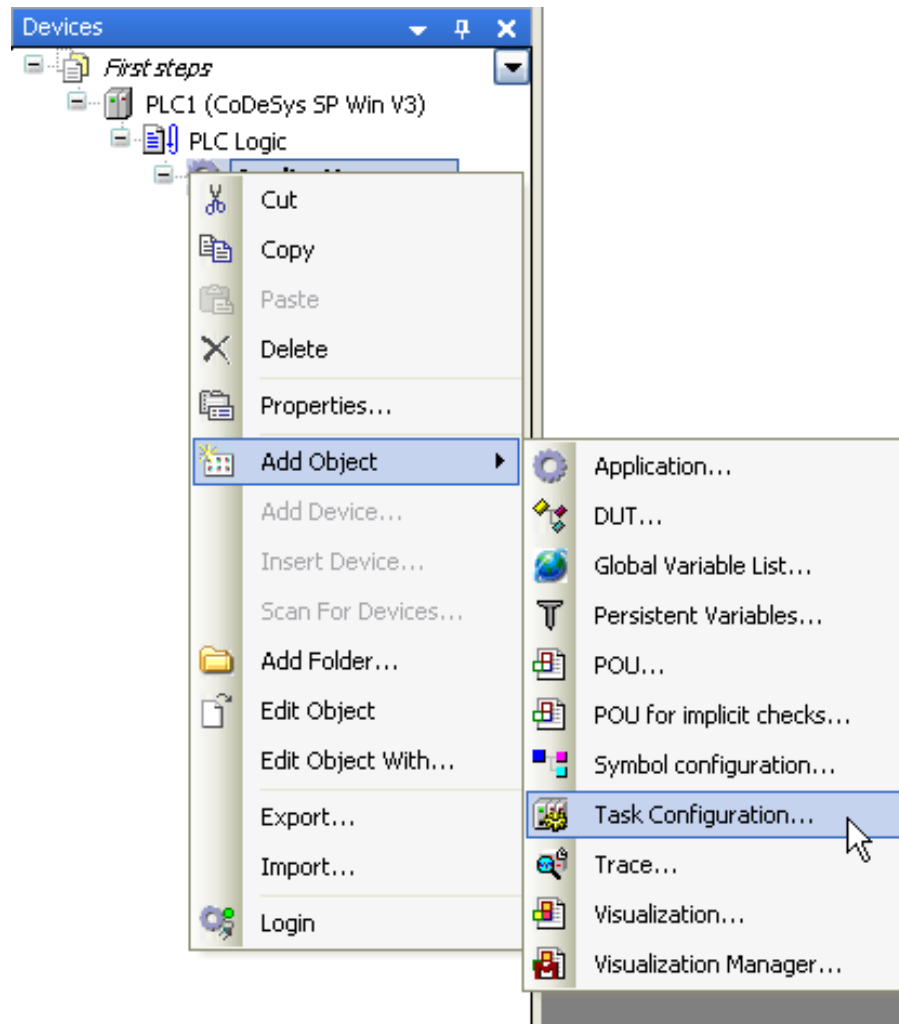 Devices
First steps
PLC1 (CoDeSys SP Win V3)
PLC Logic
Cut
Copy
Paste
Delete
Properties...
Add Object
Add Device...
Insert Device...
Scan For Devices...
Add Folder...
Edit Object
Edit Object With...
Export...
Import...
Login
Application...
DUT...
Global Variable List...
Persistent Variables...
POU...
POU for implicit checks...
Symbol configuration...
Task Configuration...
Trace...
Visualization...
Visualization Manager...